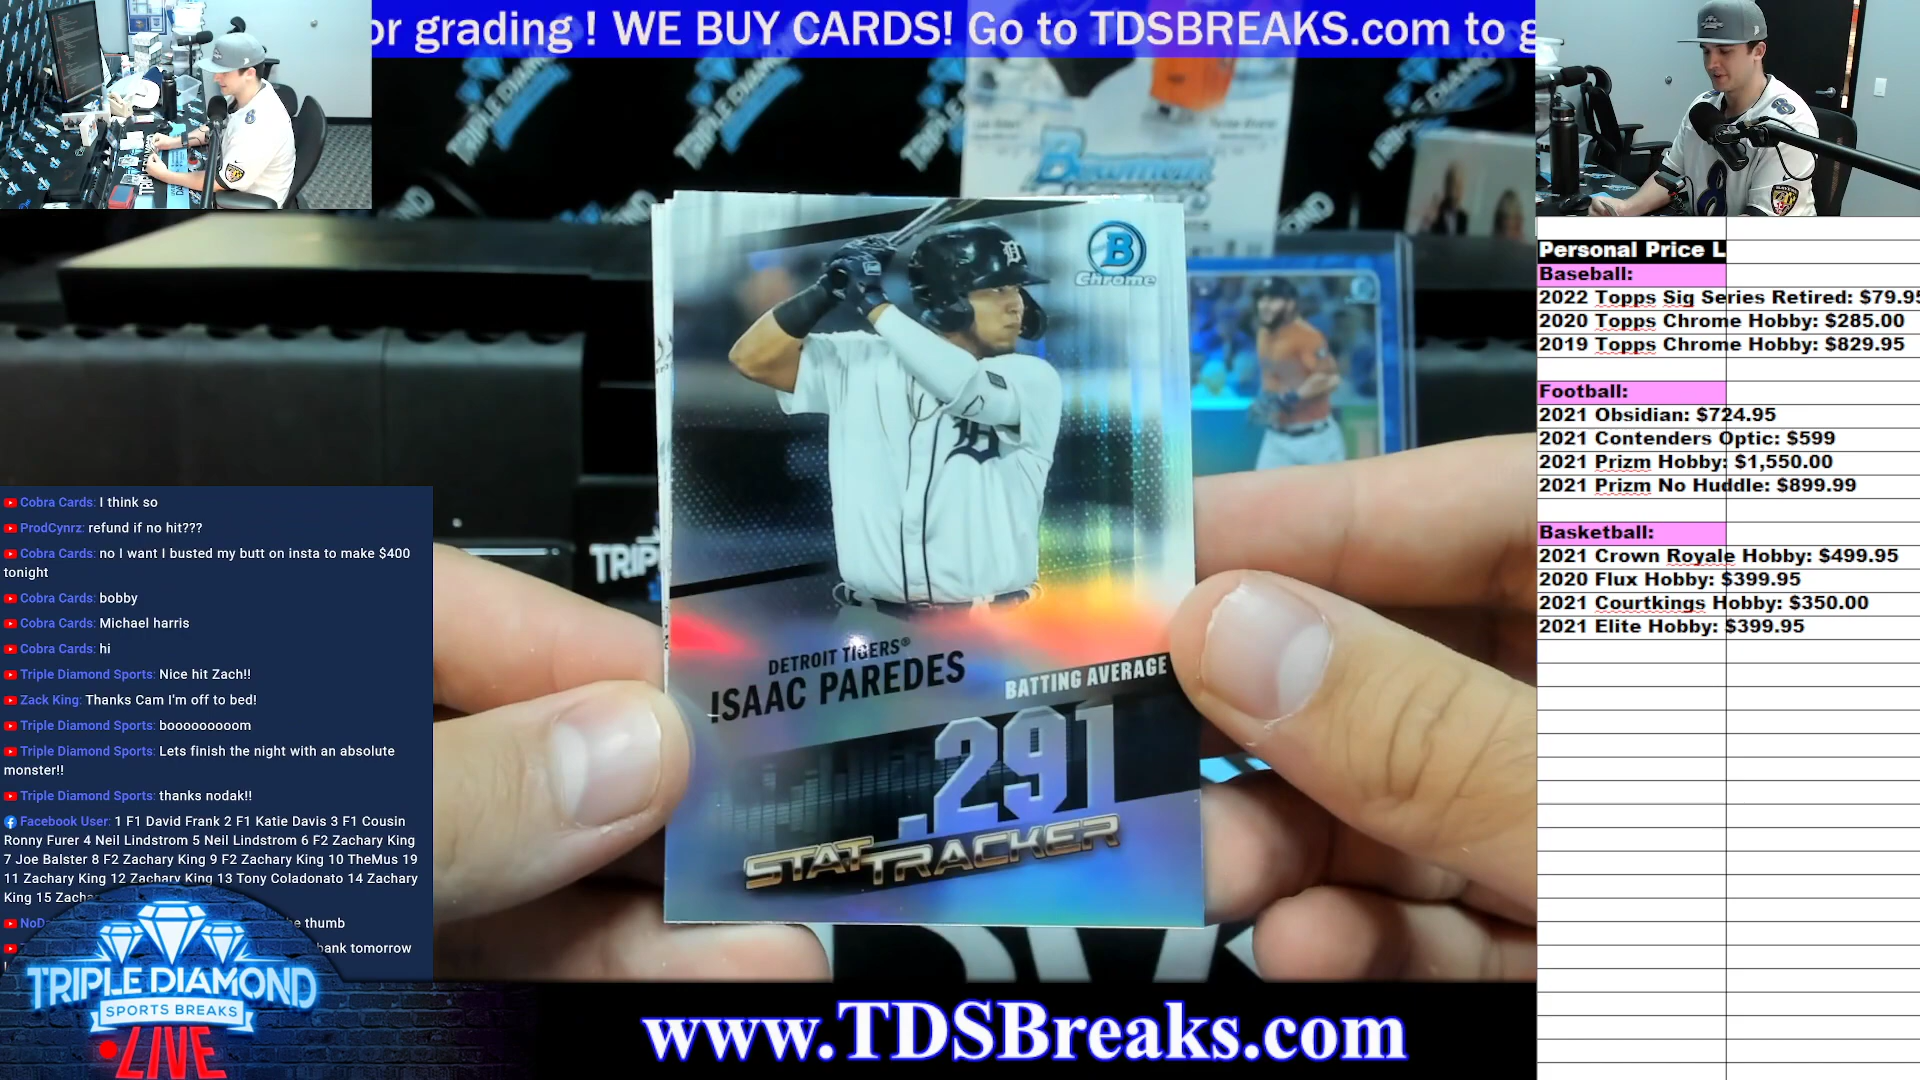 or grading ! WE BUY CARDS! Go to TDSBREAKS.com to g
TRIPLE DIAMOND
Bowman
B
Chrome
D
DETROIT TIGERS®
ISAAC PAREDES
BATTING AVERAGE
.291
STAT TRACKER
TRIPLE
Cobra Cards: I think so
ProdCynrz: refund if no hit???
Cobra Cards: no I want I busted my butt on insta to make $400
tonight
Cobra Cards: bobby
Cobra Cards: Michael harris
Cobra Cards: hi
Triple Diamond Sports: Nice hit Zach!!
Zack King: Thanks Cam I'm off to bed!
Triple Diamond Sports: booooooooom
Triple Diamond Sports: Lets finish the night with an absolute
monster!!
Triple Diamond Sports: thanks nodak!!
Facebook User: 1 F1 David Frank 2 F1 Katie Davis 3 F1 Cousin
Ronny Furer 4 Neil Lindstrom 5 Neil Lindstrom 6 F2 Zachary King
7 Joe Balster 8 F2 Zachary King 9 F2 Zachary King 10 TheMus 19
11 Zachary King 12 Zachary King 13 Tony Coladonato 14 Zachary
King 15 Zacha
NoD
e thumb
bank tomorrow
TRIPLE DIAMOND
SPORTS BREAKS
LIVE
www.TDSBreaks.com
Personal Price L
Baseball:
2022 Topps Sig Series Retired: $79.95
2020 Topps Chrome Hobby: $285.00
2019 Topps Chrome Hobby: $829.95
Football:
2021 Obsidian: $724.95
2021 Contenders Optic: $599
2021 Prizm Hobby: $1,550.00
2021 Prizm No Huddle: $899.99
Basketball:
2021 Crown Royale Hobby: $499.95
2020 Flux Hobby: $399.95
2021 Courtkings Hobby: $350.00
2021 Elite Hobby: $399.95